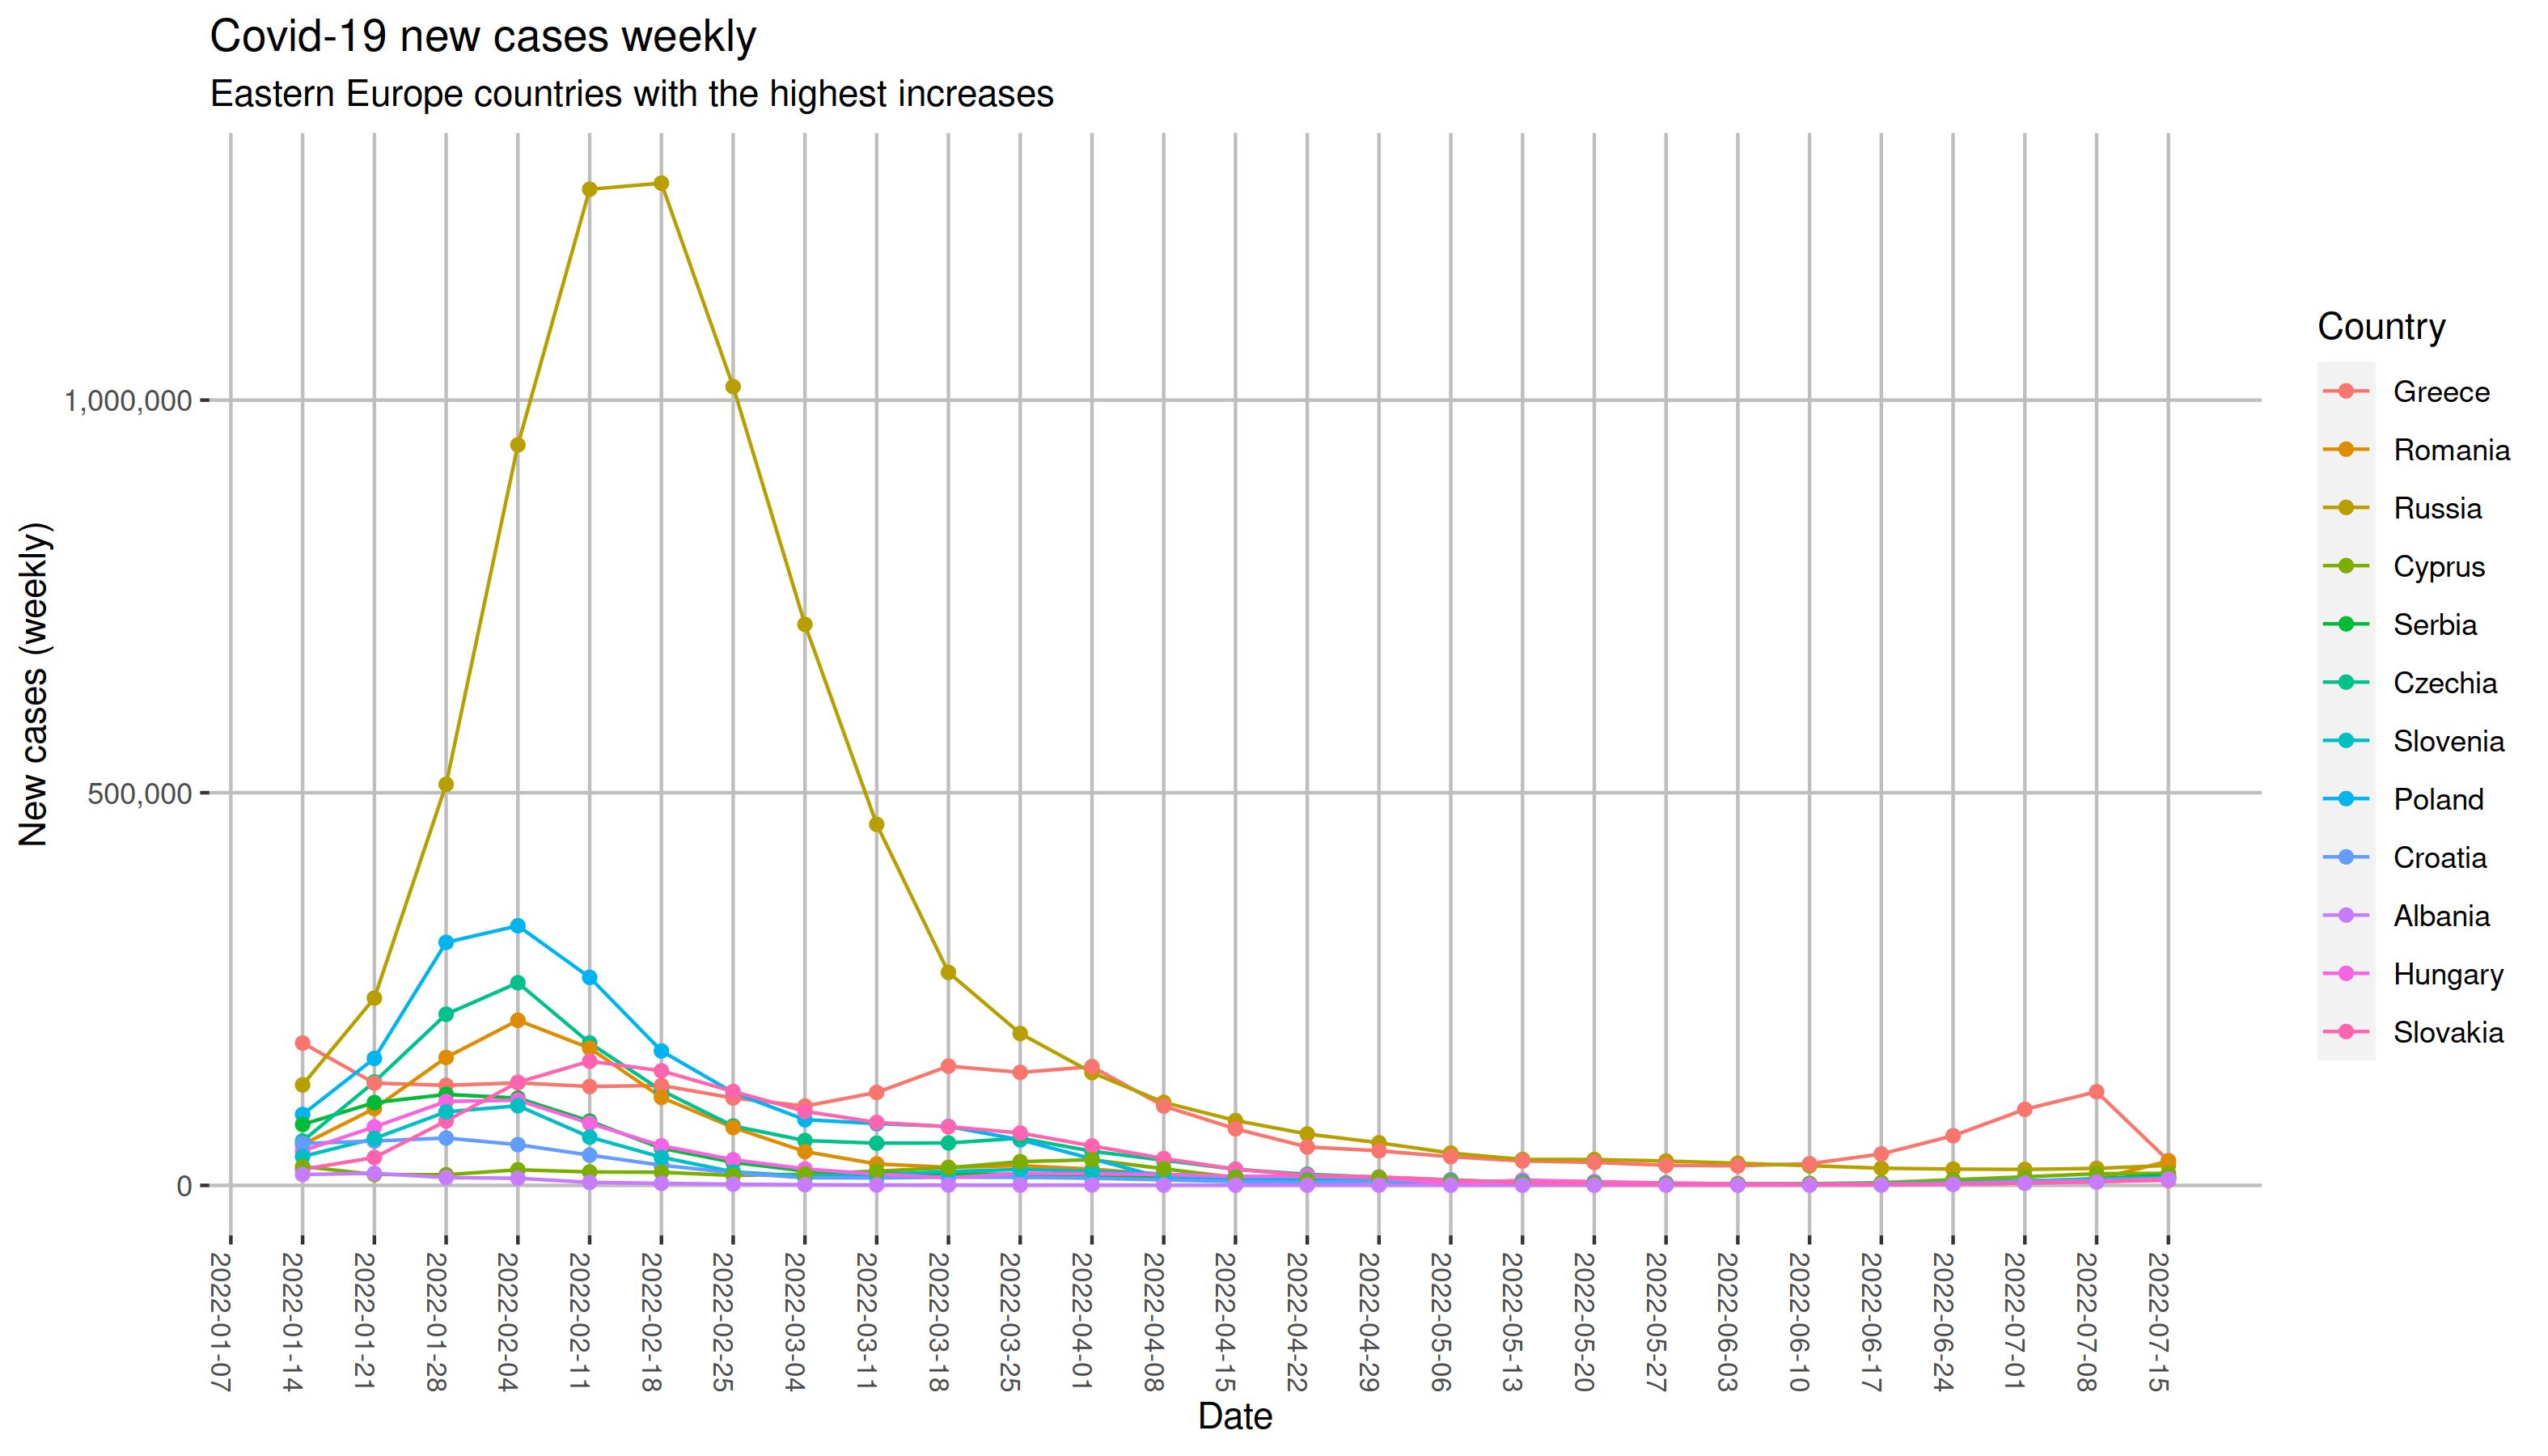 Covid-19 new cases weekly
Eastern Europe countries with the highest increases
New cases (weekly)
1,000,000
500,000
0
2022-01-07
2022-01-14
2022-01-21
2022-01-28
2022-02-04
2022-02-11
2022-02-18
2022-02-25
2022-03-04
2022-03-11
2022-03-18
2022-03-25
2022-04-01
2022-04-08
2022-04-15
2022-04-22
2022-04-29
2022-05-06
2022-05-13
2022-05-20
2022-05-27
2022-06-03
2022-06-10
2022-06-17
2022-06-24
2022-07-01
2022-07-08
2022-07-15
Date
Country
Greece
Romania
Russia
Cyprus
Serbia
Czechia
Slovenia
Poland
Croatia
Albania
Hungary
Slovakia